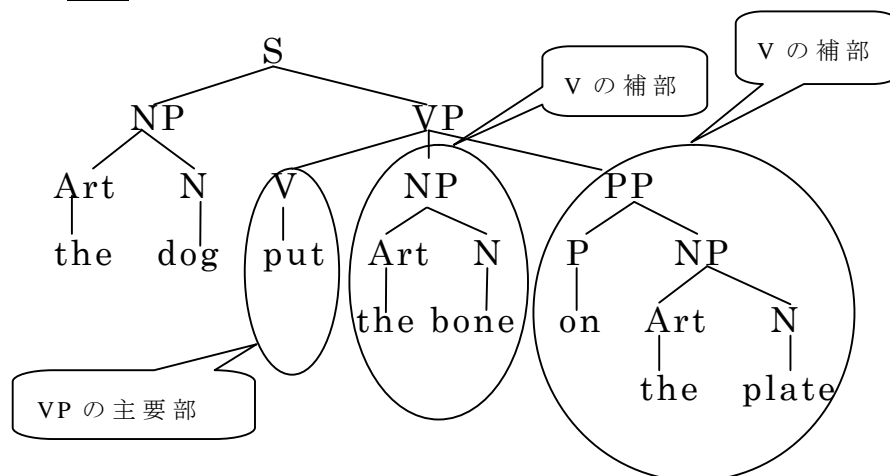 S
V の補部
V の補部
NP VP
Art N V NP PP
the dog put Art N P NP
the bone on Art N
the plate
VP の主要部